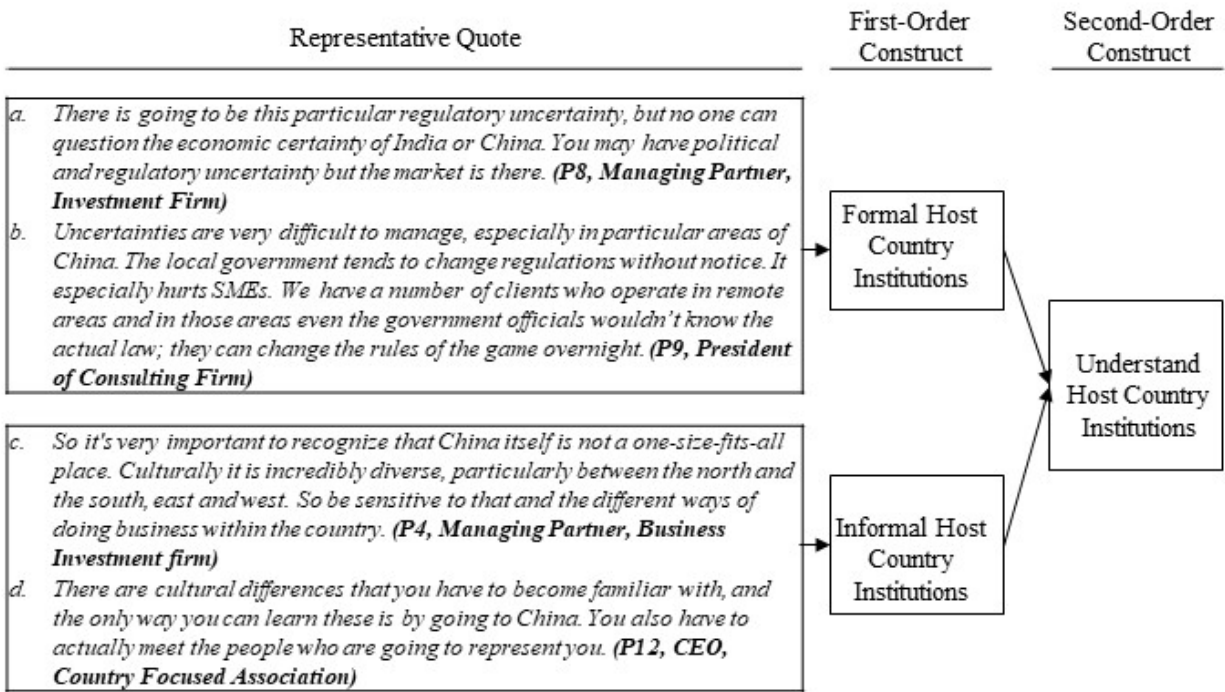 Representative Quote
First-Order
Construct
Second-Order
Construct
a. There is going to be this particular regulatory uncertainty, but no one can
question the economic certainty of India or China. You may have political
and regulatory uncertainty but the market is there. (P8, Managing Partner,
Investment Firm)
b. Uncertainties are very difficult to manage, especially in particular areas of
China. The local government tends to change regulations without notice. It
especially hurts SMEs. We have a number of clients who operate in remote
areas and in those areas even the government officials wouldn't know the
actual law; they can change the rules of the game overnight. (P9, President
of Consulting Firm)
Formal Host
Country
Institutions
c. So it's very important to recognize that China itself is not a one-size-fits-all
place. Culturally it is incredibly diverse, particularly between the north and
the south, east and west. So be sensitive to that and the different ways of
doing business within the country. (P4, Managing Partner, Business
Investment firm)
d. There are cultural differences that you have to become familiar with, and
the only way you can learn these is by going to China. You also have to
actually meet the people who are going to represent you. (P12, CEO,
Country Focused Association)
Informal Host
Country
Institutions
Understand
Host Country
Institutions